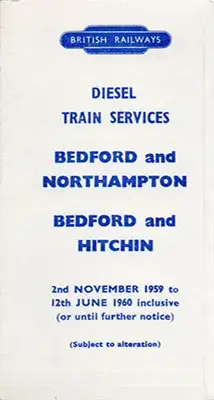 BRITISH RAILWAYS
DIESEL
TRAIN SERVICES
BEDFORD and
NORTHAMPTON
BEDFORD and
HITCHIN
2nd NOVEMBER 1959 to
12th JUNE 1960 inclusive
(or until further notice)
(Subject to alteration)